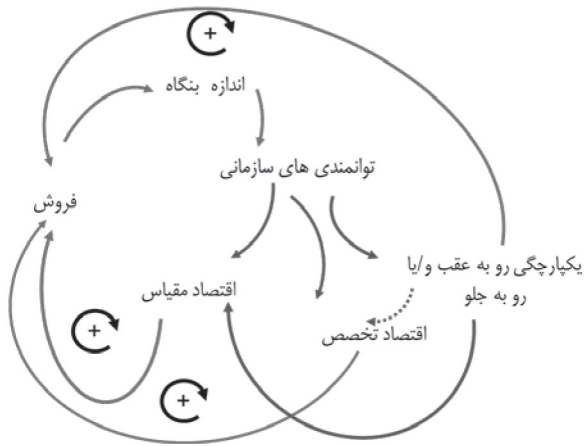 +
اندازه بنگاه
توانمندی های سازمانی
فروش
یکپارچگی رو به عقب و/یا
رو به جلو
اقتصاد مقیاس
اقتصاد تخصص
+
+